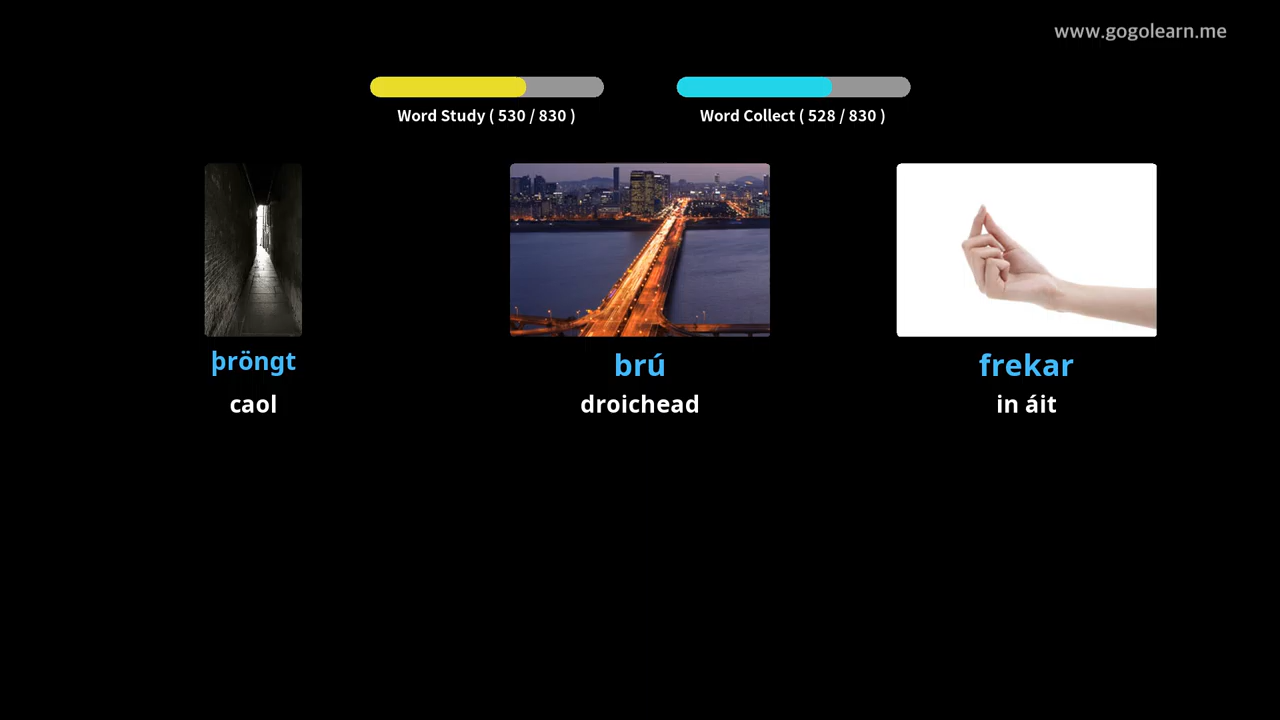 www.gogolearn.me
Word Study ( 530 / 830 )
Word Collect ( 528 / 830 )
þröngt
brú
frekar
caol
droichead
in áit